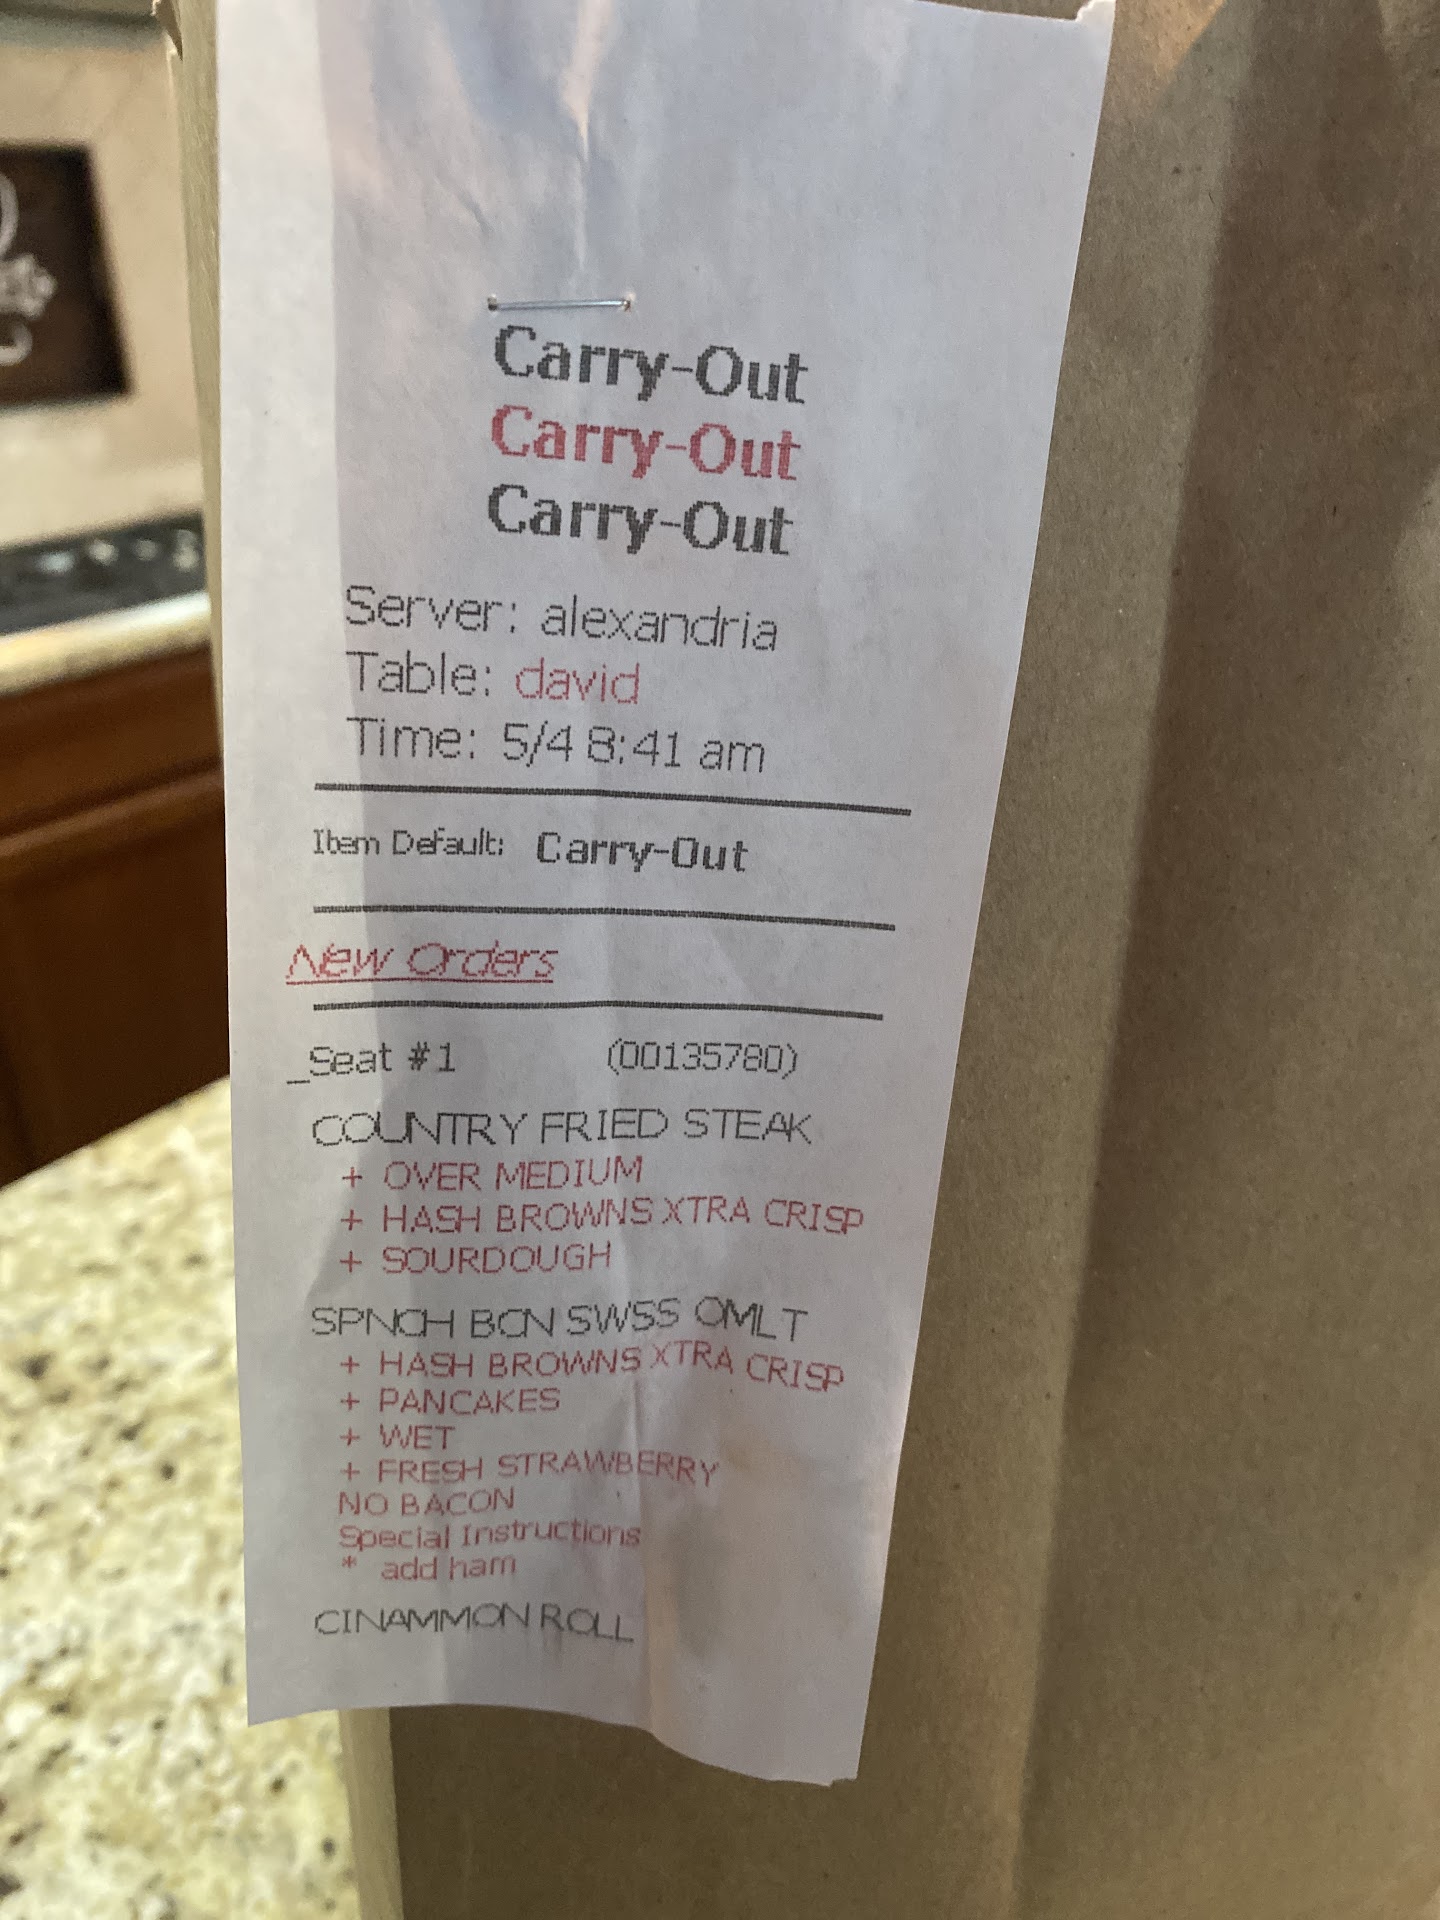 Carry-Out
Carry-Out
Carry-Out
Server: alexandria
Table: david
Time: 5/4 8:41 am
Item Default: Carry-Out
New Orders
_Seat #1 (00135780)
COUNTRY FRIED STEAK
+ OVER MEDIUM
+ HASH BROWNS XTRA CRISP
+ SOURDOUGH
SPNCH BCN SWSS OMLT
+ HASH BROWNS XTRA CRISP
+ PANCAKES
+ WET
+ FRESH STRAWBERRY
NO BACON
Special Instructions
* add ham
CINAMMON ROLL